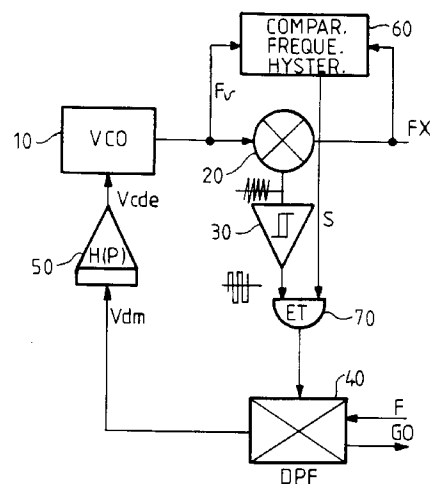 COMPAR.
FREQUE.
HYSTER.
60
Fv
FX
10
VCO
20
Vcde
50
H(P)
30
S
ET
70
Vdm
40
F
GO
DPF